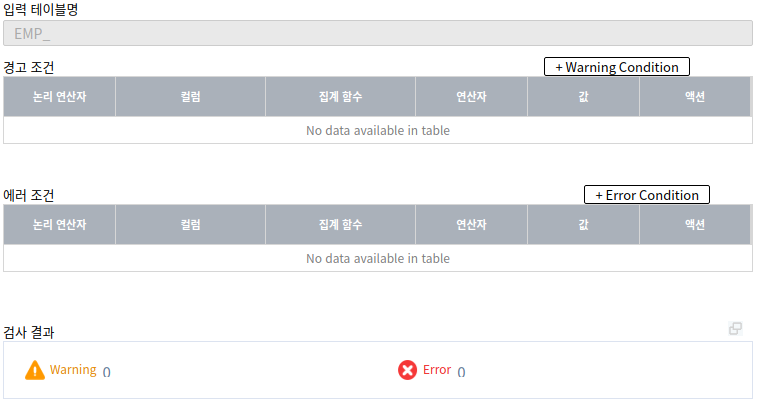 입력 테이블명
EMP_
경고 조건
+ Warning Condition
논리 연산자 컬럼 집계 함수 연산자 값 액션
No data available in table
에러 조건
+ Error Condition
논리 연산자 컬럼 집계 함수 연산자 값 액션
No data available in table
검사 결과
Warning 0 Error 0